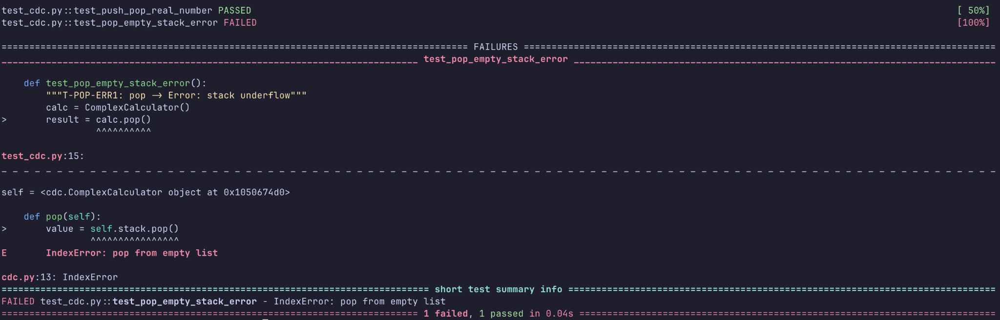 test_cdc.py::test_push_pop_real_number PASSED [ 50%]
test_cdc.py::test_pop_empty_stack_error FAILED [100%]
==================================================================================== FAILURES =====================================================================================
___________________________________________________________________________ test_pop_empty_stack_error ____________________________________________________________________________
    def test_pop_empty_stack_error():
        """T-POP-ERR1: pop -> Error: stack underflow"""
        calc = ComplexCalculator()
>       result = calc.pop()
                 ^^^^^^^^^^
test_cdc.py:15:
_ _ _ _ _ _ _ _ _ _ _ _ _ _ _ _ _ _ _ _ _ _ _ _ _ _ _ _ _ _ _ _ _ _ _ _ _ _ _ _ _ _ _ _ _ _ _ _ _ _ _ _ _ _ _ _ _ _ _ _ _ _ _ _ _ _ _ _ _ _ _ _ _ _ _ _ _ _ _ _ _ _ _ _ _ _ _ _ _ _
self = <cdc.ComplexCalculator object at 0x1050674d0>
    def pop(self):
>       value = self.stack.pop()
                ^^^^^^^^^^^^^^^^
E       IndexError: pop from empty list
cdc.py:13: IndexError
============================================================================= short test summary info =============================================================================
FAILED test_cdc.py::test_pop_empty_stack_error - IndexError: pop from empty list
=========================================================================== 1 failed, 1 passed in 0.04s ===========================================================================